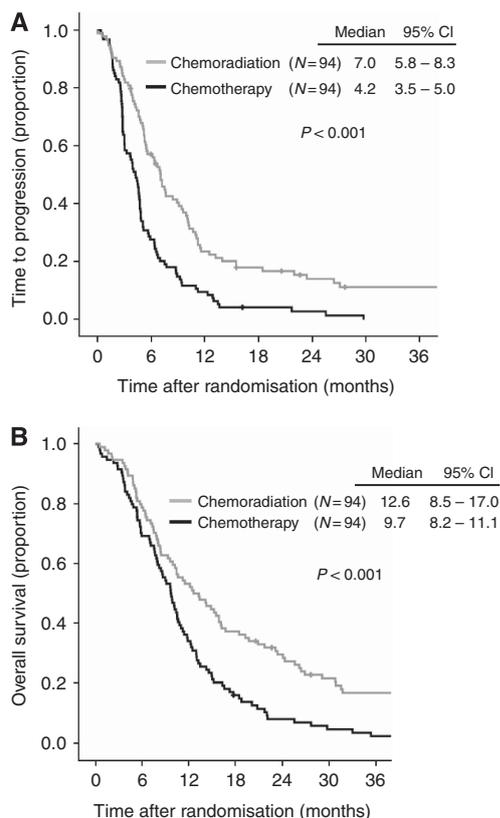 A
Median 95% CI
Chemoradiation (N=94) 7.0 5.8 – 8.3
Chemotherapy (N=94) 4.2 3.5 – 5.0
P < 0.001
Time to progression (proportion)
1.0
0.8
0.6
0.4
0.2
0.0
0 6 12 18 24 30 36
Time after randomisation (months)
B
Median 95% CI
Chemoradiation (N=94) 12.6 8.5 – 17.0
Chemotherapy (N=94) 9.7 8.2 – 11.1
P < 0.001
Overall survival (proportion)
1.0
0.8
0.6
0.4
0.2
0.0
0 6 12 18 24 30 36
Time after randomisation (months)